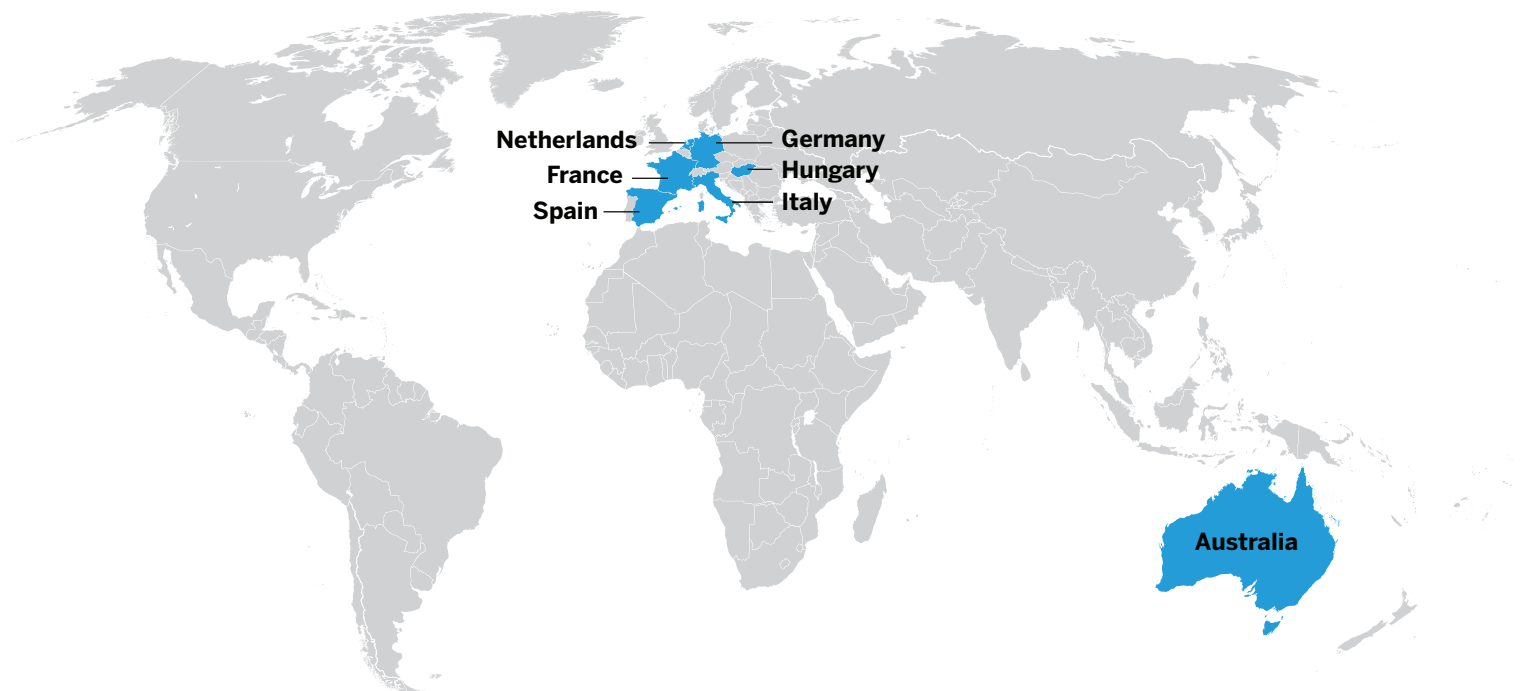 Netherlands
Germany
France
Hungary
Spain
Italy
Australia